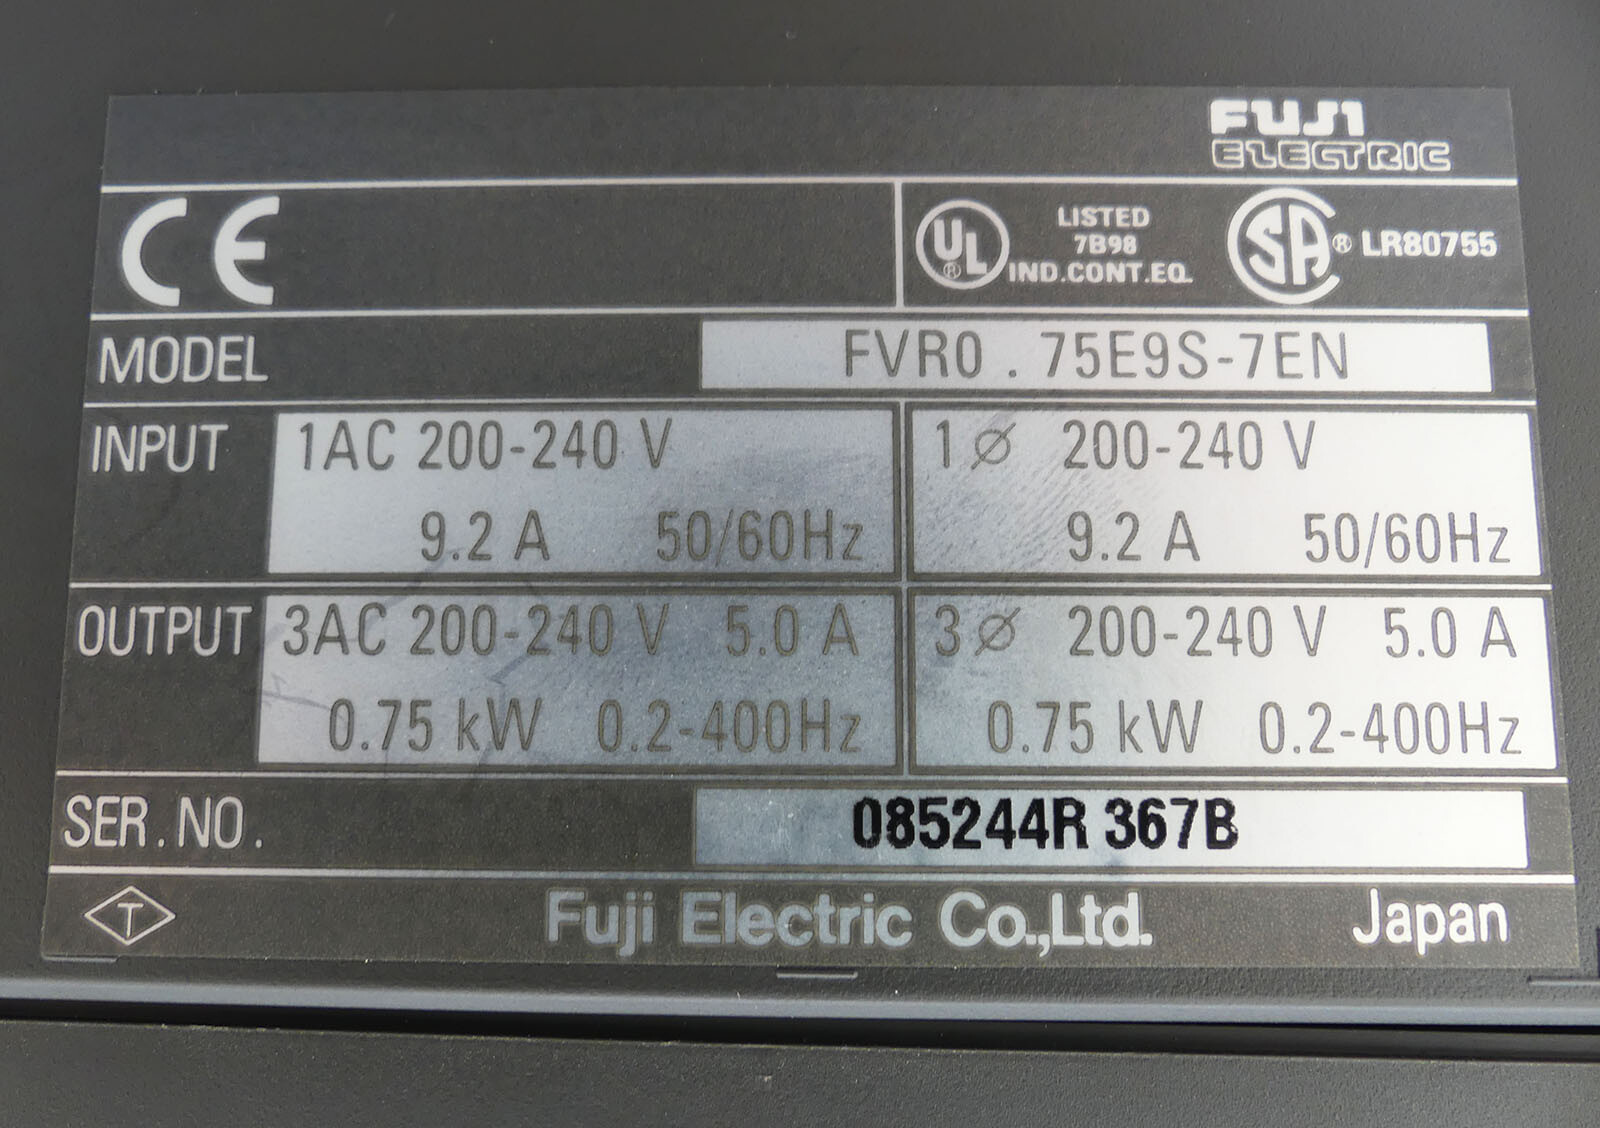 FUJI
ELECTRIC
CE
UL ® LISTED
7B98
IND.CONT.EQ.
SA ® LR80755
MODEL FVR0.75E9S-7EN
INPUT 1AC 200-240 V 1 ø 200-240 V
9.2 A 50/60Hz 9.2 A 50/60Hz
OUTPUT 3AC 200-240 V 5.0 A 3 ø 200-240 V 5.0 A
0.75 kW 0.2-400Hz 0.75 kW 0.2-400Hz
SER.NO. 085244R 367B
T Fuji Electric Co.,Ltd. Japan